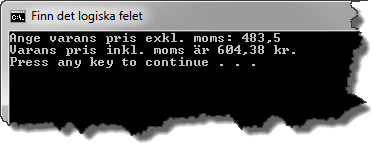 Finn det logiska felet
Ange varans pris exkl. moms: 483,5
Varans pris inkl. moms är 604,38 kr.
Press any key to continue . . .